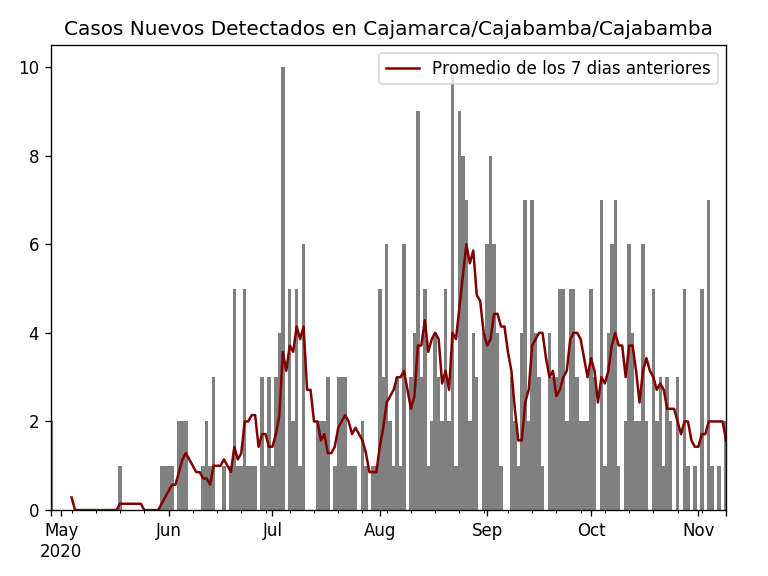 Casos Nuevos Detectados en Cajamarca/Cajabamba/Cajabamba
Promedio de los 7 dias anteriores
10
8
6
4
2
0
May Jun Jul Aug Sep Oct Nov
2020